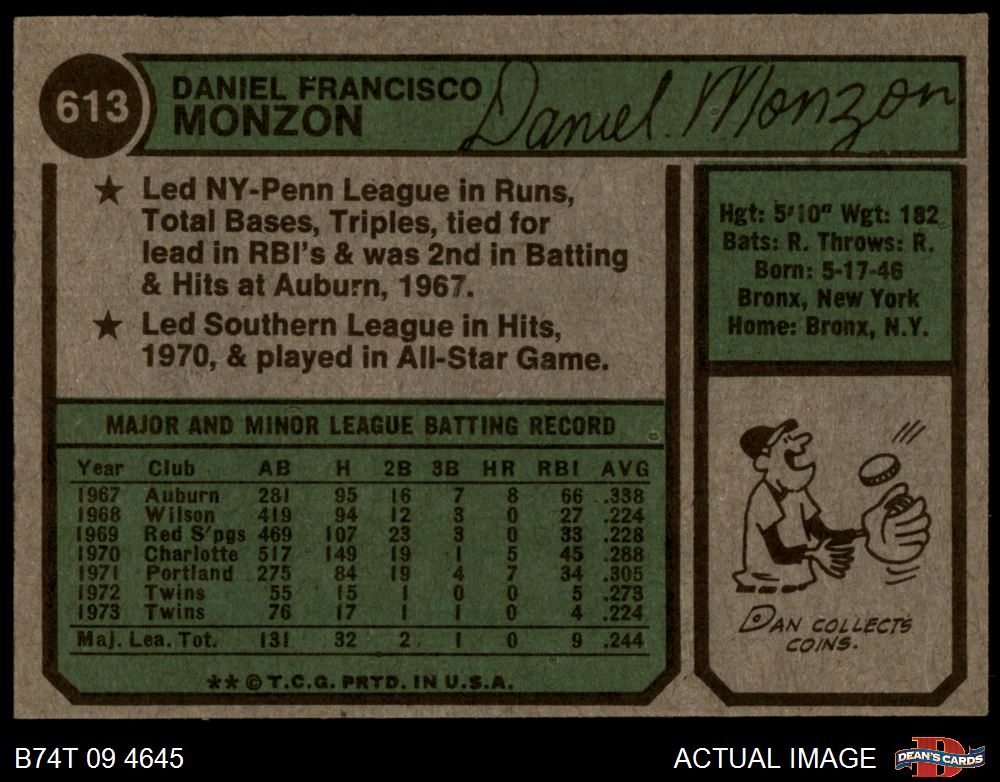 613
DANIEL FRANCISCO
MONZON
Daniel Monzon
★ Led NY-Penn League in Runs,
Total Bases, Triples, tied for
lead in RBI's & was 2nd in Batting
& Hits at Auburn, 1967.
★ Led Southern League in Hits,
1970, & played in All-Star Game.
Hgt: 5'10" Wgt: 182
Bats: R. Throws: R.
Born: 5-17-46
Bronx, New York
Home: Bronx, N.Y.
MAJOR AND MINOR LEAGUE BATTING RECORD
Year Club AB H 2B 3B HR RBI AVG
1967 Auburn 281 95 16 7 8 66 .338
1968 Wilson 419 94 12 3 0 27 .224
1969 Red S'pgs 469 107 23 3 0 33 .228
1970 Charlotte 517 149 19 1 5 45 .288
1971 Portland 275 84 19 4 7 34 .305
1972 Twins 55 15 1 0 0 5 .273
1973 Twins 76 17 1 1 0 4 .224
Maj. Lea. Tot. 131 32 2 1 0 9 .244
** © T.C.G. PRTD. IN U.S.A.
DAN COLLECTS
COINS.
B74T 09 4645
ACTUAL IMAGE
DEAN'S CARDS